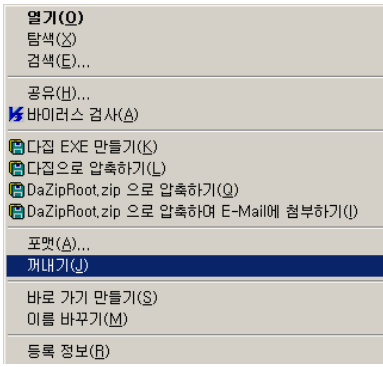 열기(O)
탐색(X)
검색(E)...
공유(H)...
바이러스 검사(A)
다집 EXE 만들기(K)
다집으로 압축하기(L)
DaZipRoot.zip 으로 압축하기(Q)
DaZipRoot.zip 으로 압축하며 E-Mail에 첨부하기(I)
포맷(A)...
꺼내기(J)
바로 가기 만들기(S)
이름 바꾸기(M)
등록 정보(R)